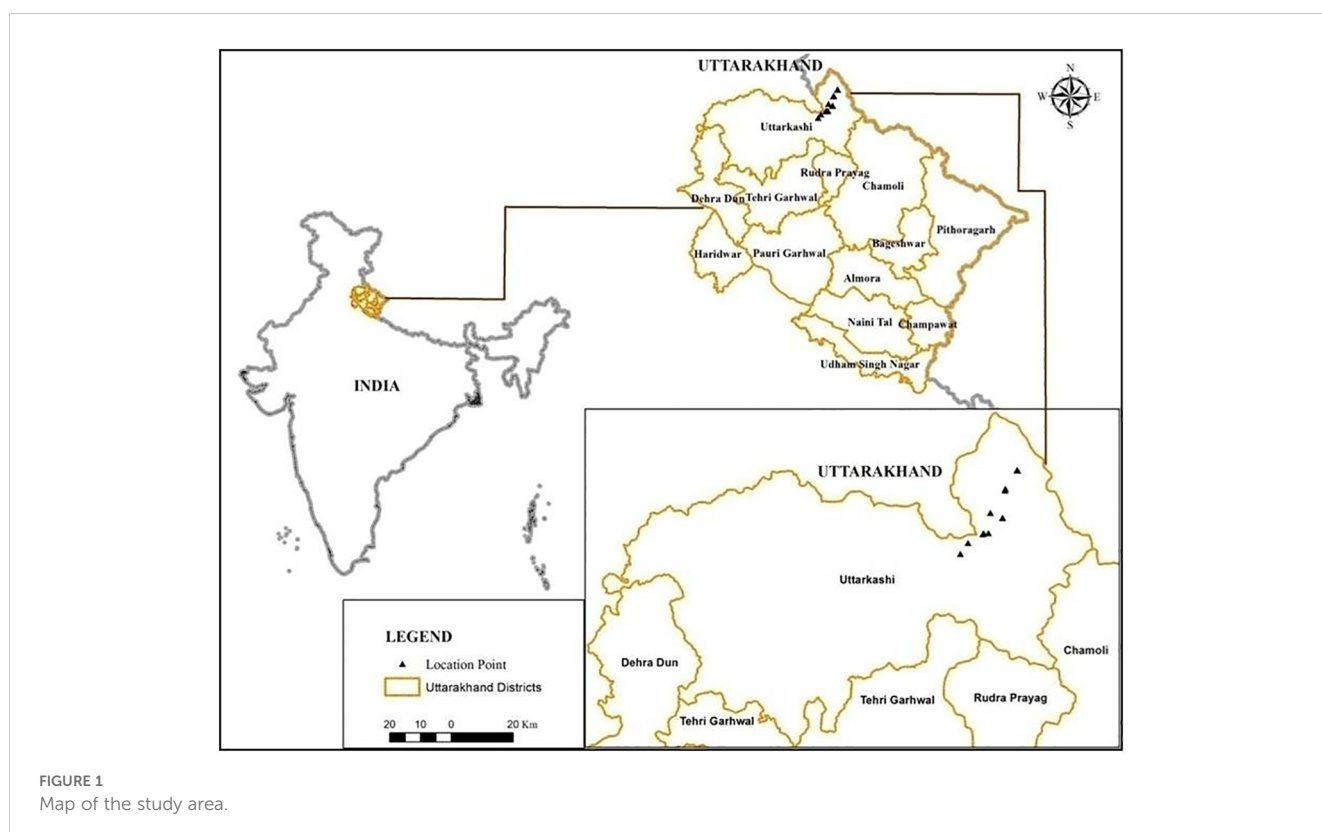 UTTARAKHAND
N
W
E
S
Uttarkashi
Rudra Prayag
Chamoli
Dehra Dun
Tehri Garhwal
Pithoragarh
Bageshwar
Haridwar
Pauri Garhwal
Almora
Naini Tal
Champawat
Udham Singh Nagar
INDIA
UTTARAKHAND
Uttarkashi
Chamoli
Dehra Dun
Tehri Garhwal
Rudra Prayag
Tehri Garhwal
LEGEND
Location Point
Uttarakhand Districts
20 10 0 20 Km
FIGURE 1
Map of the study area.